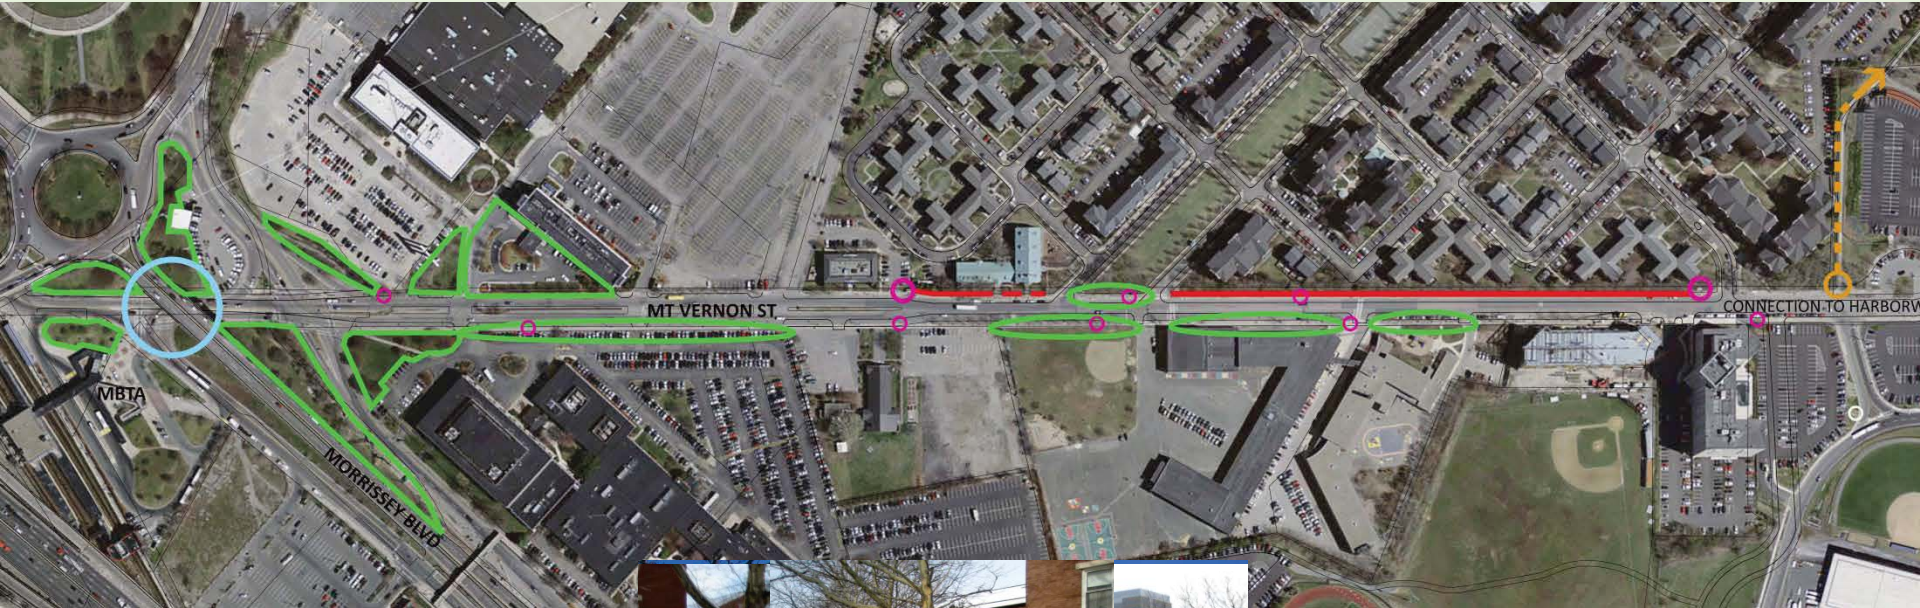 MT VERNON ST
CONNECTION TO HARBORW
MBTA
MORRISSEY BLVD